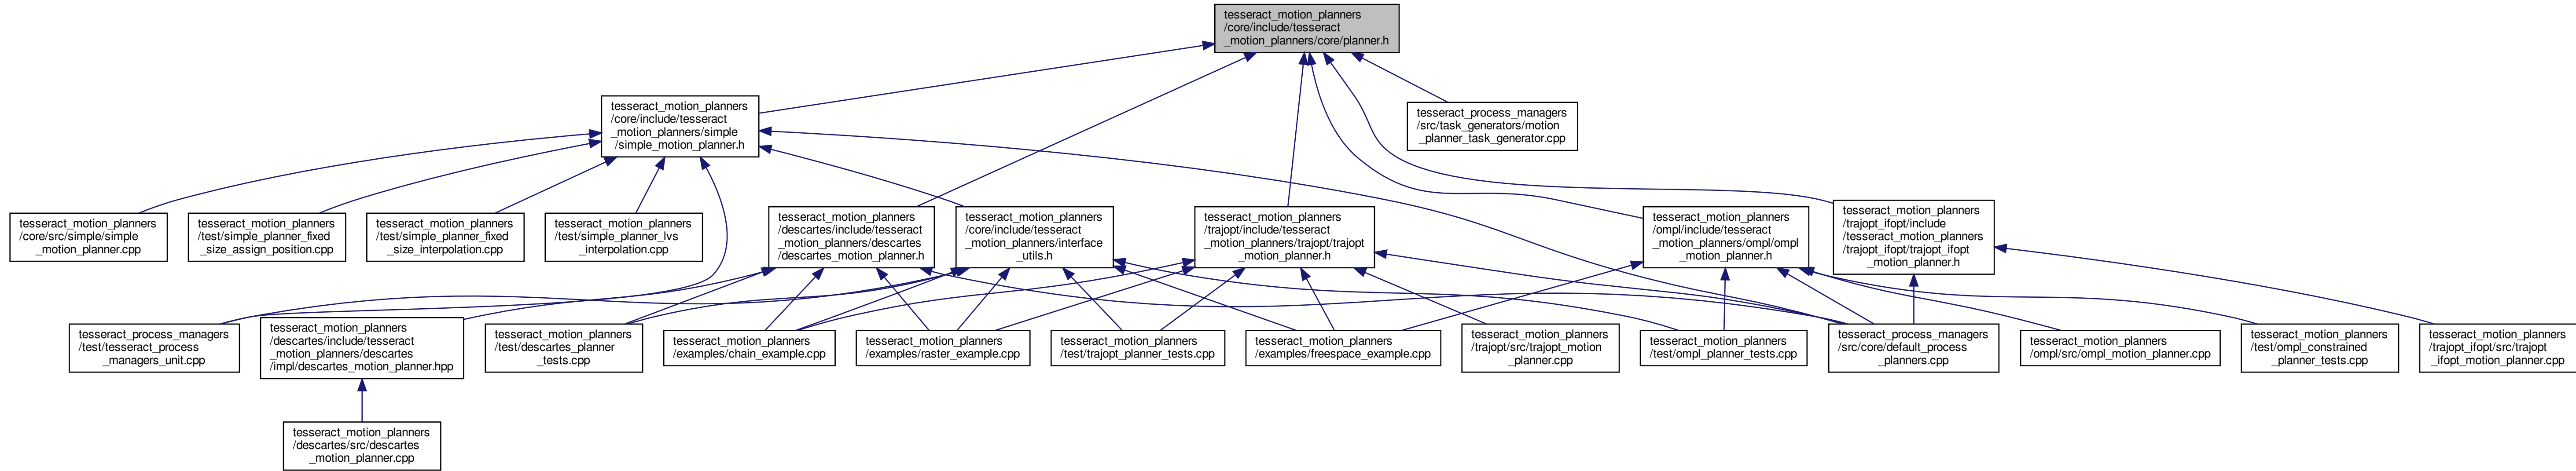 tesseract_motion_planners
/core/include/tesseract
_motion_planners/core/planner.h
tesseract_motion_planners
/core/include/tesseract
_motion_planners/simple
/simple_motion_planner.h
tesseract_process_managers
/src/task_generators/motion
_planner_task_generator.cpp
tesseract_motion_planners
/core/src/simple/simple
_motion_planner.cpp
tesseract_motion_planners
/test/simple_planner_fixed
_size_assign_position.cpp
tesseract_motion_planners
/test/simple_planner_fixed
_size_interpolation.cpp
tesseract_motion_planners
/test/simple_planner_lvs
_interpolation.cpp
tesseract_motion_planners
/descartes/include/tesseract
_motion_planners/descartes
/descartes_motion_planner.h
tesseract_motion_planners
/core/include/tesseract
_motion_planners/interface
_utils.h
tesseract_motion_planners
/trajopt/include/tesseract
_motion_planners/trajopt/trajopt
_motion_planner.h
tesseract_motion_planners
/ompl/include/tesseract
_motion_planners/ompl/ompl
_motion_planner.h
tesseract_motion_planners
/trajopt_ifopt/include
/tesseract_motion_planners
/trajopt_ifopt/trajopt_ifopt
_motion_planner.h
tesseract_process_managers
/test/tesseract_process
_managers_unit.cpp
tesseract_motion_planners
/descartes/include/tesseract
_motion_planners/descartes
/impl/descartes_motion_planner.hpp
tesseract_motion_planners
/test/descartes_planner
_tests.cpp
tesseract_motion_planners
/examples/chain_example.cpp
tesseract_motion_planners
/examples/raster_example.cpp
tesseract_motion_planners
/test/trajopt_planner_tests.cpp
tesseract_motion_planners
/examples/freespace_example.cpp
tesseract_motion_planners
/trajopt/src/trajopt_motion
_planner.cpp
tesseract_motion_planners
/test/ompl_planner_tests.cpp
tesseract_process_managers
/src/core/default_process
_planners.cpp
tesseract_motion_planners
/ompl/src/ompl_motion_planner.cpp
tesseract_motion_planners
/test/ompl_constrained
_planner_tests.cpp
tesseract_motion_planners
/trajopt_ifopt/src/trajopt
_ifopt_motion_planner.cpp
tesseract_motion_planners
/descartes/src/descartes
_motion_planner.cpp